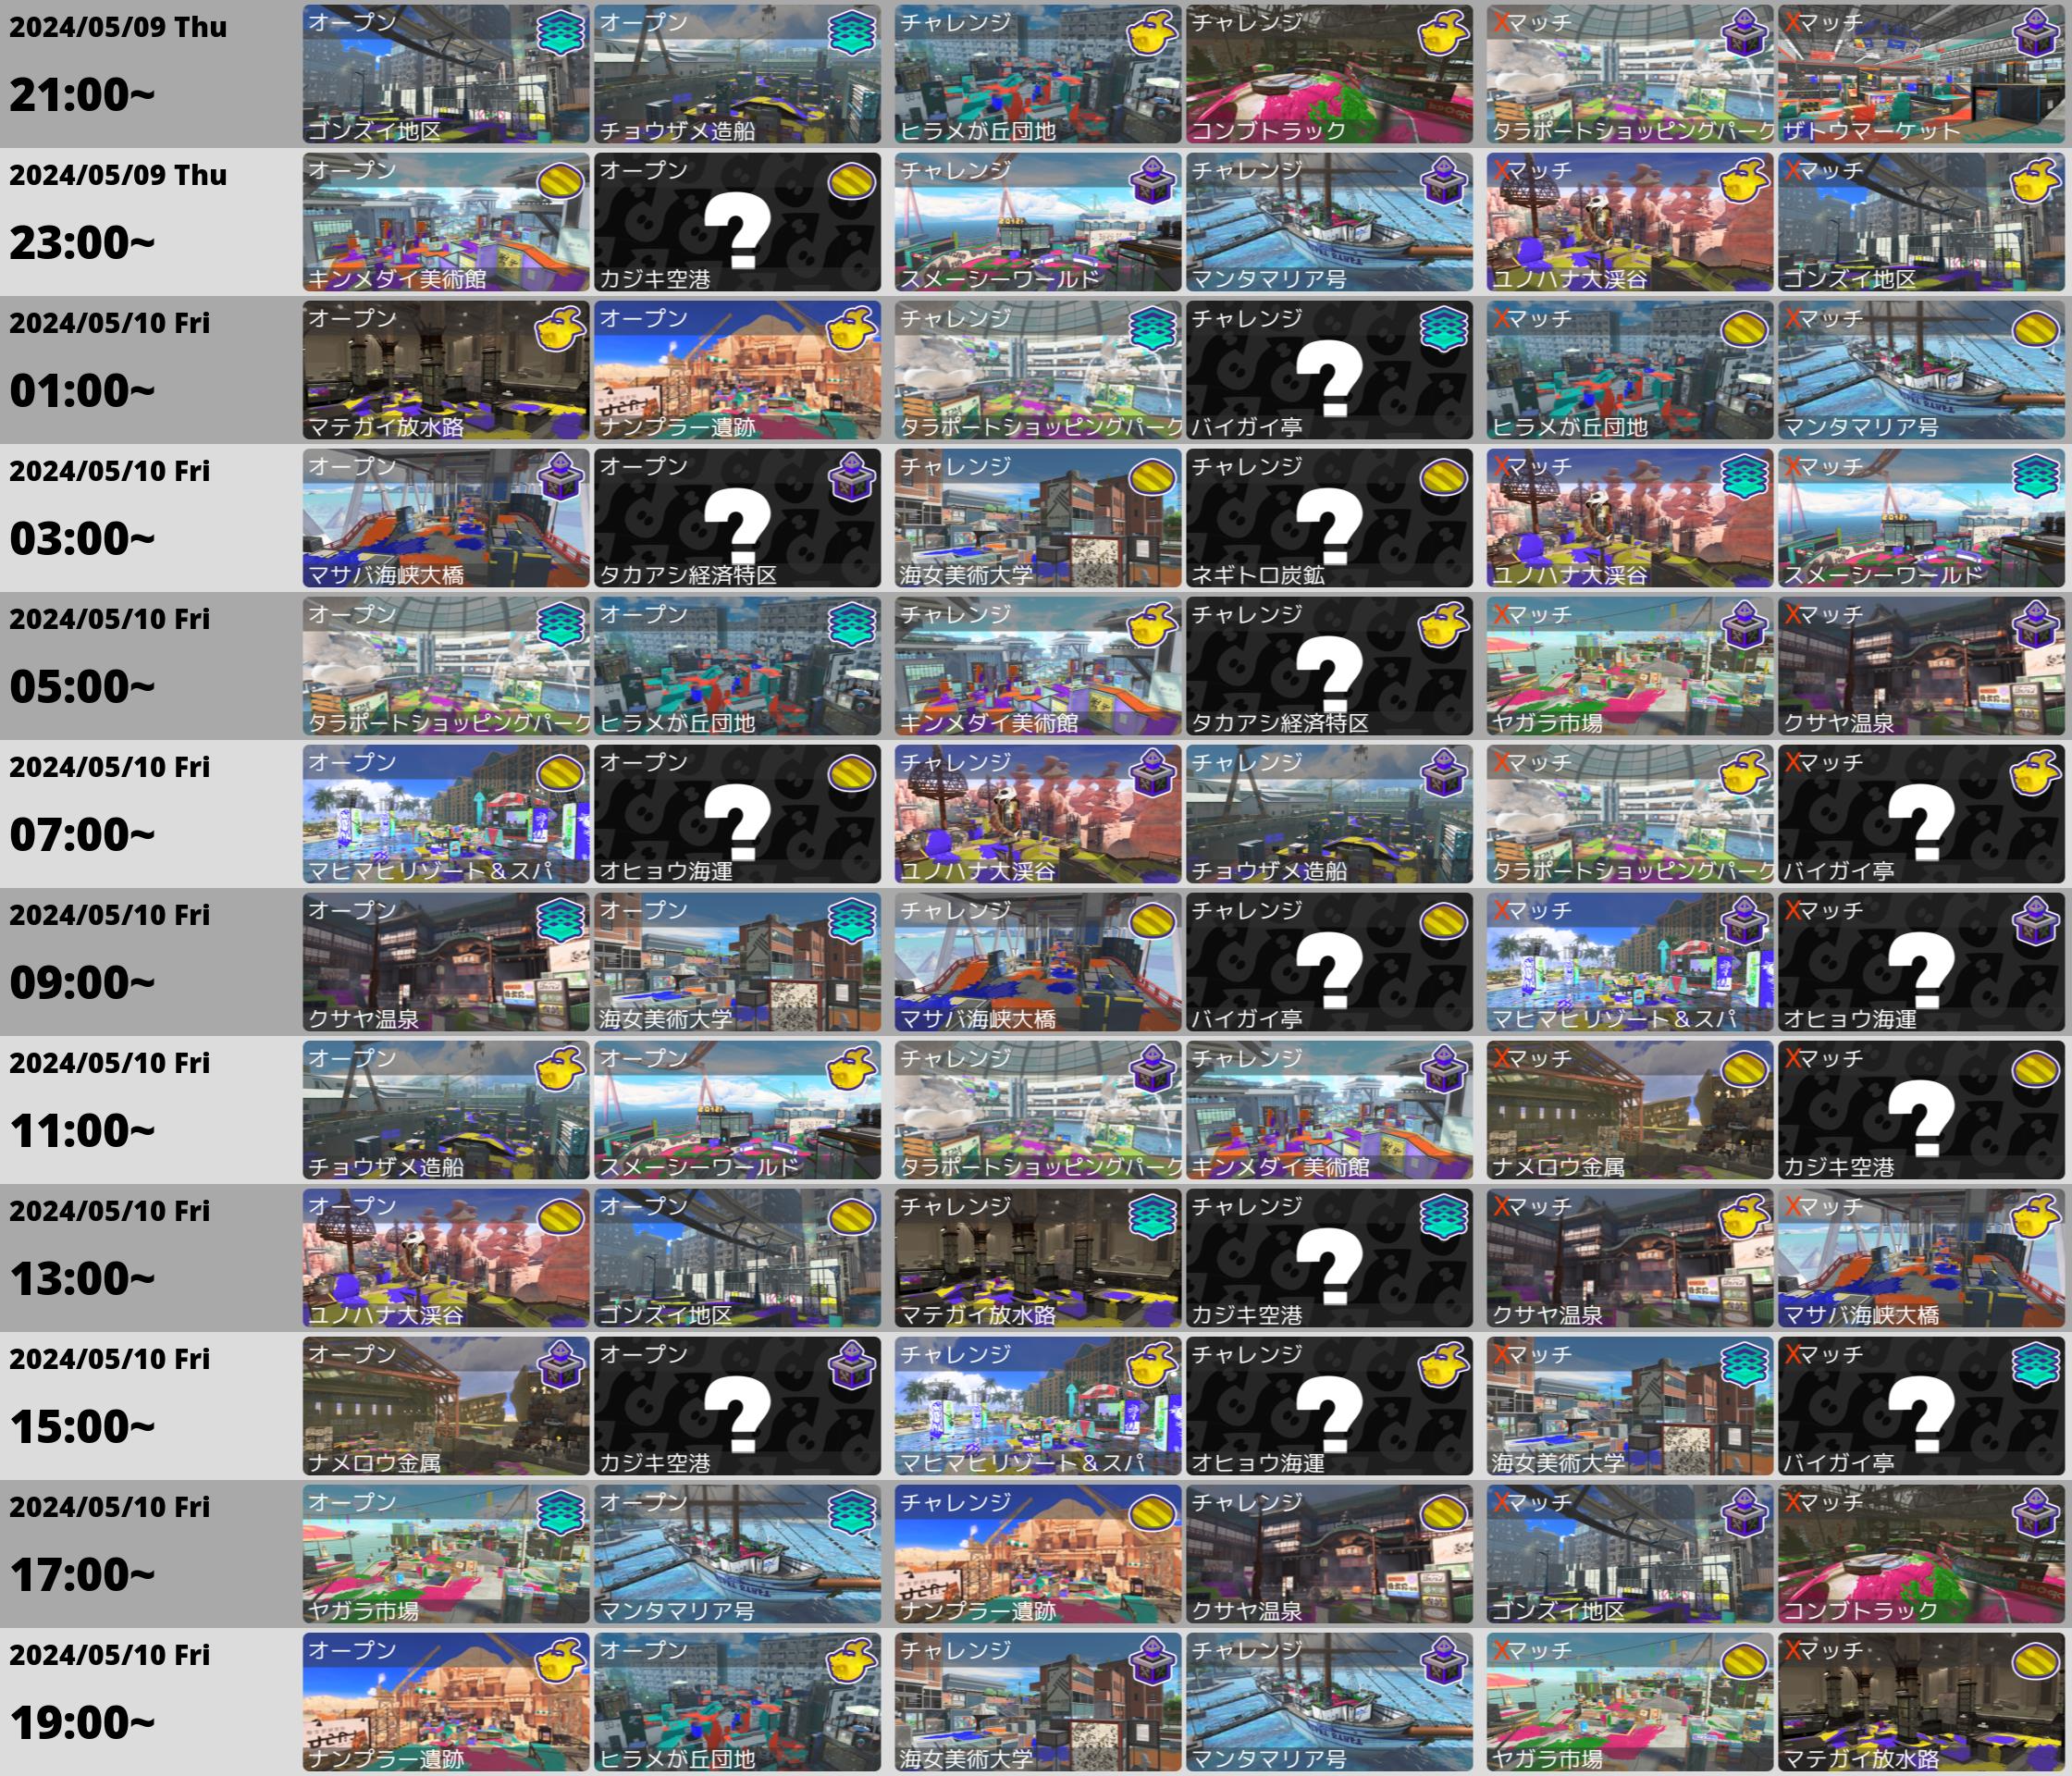 2024/05/09 Thu
21:00~
オープン
ゴンズイ地区
オープン
チョウザメ造船
チャレンジ
ヒラメが丘団地
チャレンジ
コンブトラック
Xマッチ
タラポートショッピングパーク
Xマッチ
ザトウマーケット
2024/05/09 Thu
23:00~
オープン
キンメダイ美術館
オープン
カジキ空港
チャレンジ
スメーシーワールド
チャレンジ
マンタマリア号
Xマッチ
ユノハナ大渓谷
Xマッチ
ゴンズイ地区
2024/05/10 Fri
01:00~
オープン
マテガイ放水路
オープン
ナンプラー遺跡
チャレンジ
タラポートショッピングパーク
チャレンジ
バイガイ亭
Xマッチ
ヒラメが丘団地
Xマッチ
マンタマリア号
2024/05/10 Fri
03:00~
オープン
マサバ海峡大橋
オープン
タカアシ経済特区
チャレンジ
海女美術大学
チャレンジ
ネギトロ炭鉱
Xマッチ
ユノハナ大渓谷
Xマッチ
スメーシーワールド
2024/05/10 Fri
05:00~
オープン
タラポートショッピングパーク
オープン
ヒラメが丘団地
チャレンジ
キンメダイ美術館
チャレンジ
タカアシ経済特区
Xマッチ
ヤガラ市場
Xマッチ
クサヤ温泉
2024/05/10 Fri
07:00~
オープン
マヒマヒリゾート＆スパ
オープン
オヒョウ海運
チャレンジ
ユノハナ大渓谷
チャレンジ
チョウザメ造船
Xマッチ
タラポートショッピングパーク
Xマッチ
バイガイ亭
2024/05/10 Fri
09:00~
オープン
クサヤ温泉
オープン
海女美術大学
チャレンジ
マサバ海峡大橋
チャレンジ
バイガイ亭
Xマッチ
マヒマヒリゾート＆スパ
Xマッチ
オヒョウ海運
2024/05/10 Fri
11:00~
オープン
チョウザメ造船
オープン
スメーシーワールド
チャレンジ
タラポートショッピングパーク
チャレンジ
キンメダイ美術館
Xマッチ
ナメロウ金属
Xマッチ
カジキ空港
2024/05/10 Fri
13:00~
オープン
ユノハナ大渓谷
オープン
ゴンズイ地区
チャレンジ
マテガイ放水路
チャレンジ
カジキ空港
Xマッチ
クサヤ温泉
Xマッチ
マサバ海峡大橋
2024/05/10 Fri
15:00~
オープン
ナメロウ金属
オープン
カジキ空港
チャレンジ
マヒマヒリゾート＆スパ
チャレンジ
オヒョウ海運
Xマッチ
海女美術大学
Xマッチ
バイガイ亭
2024/05/10 Fri
17:00~
オープン
ヤガラ市場
オープン
マンタマリア号
チャレンジ
ナンプラー遺跡
チャレンジ
クサヤ温泉
Xマッチ
ゴンズイ地区
Xマッチ
コンブトラック
2024/05/10 Fri
19:00~
オープン
ナンプラー遺跡
オープン
ヒラメが丘団地
チャレンジ
海女美術大学
チャレンジ
マンタマリア号
Xマッチ
ヤガラ市場
Xマッチ
マテガイ放水路